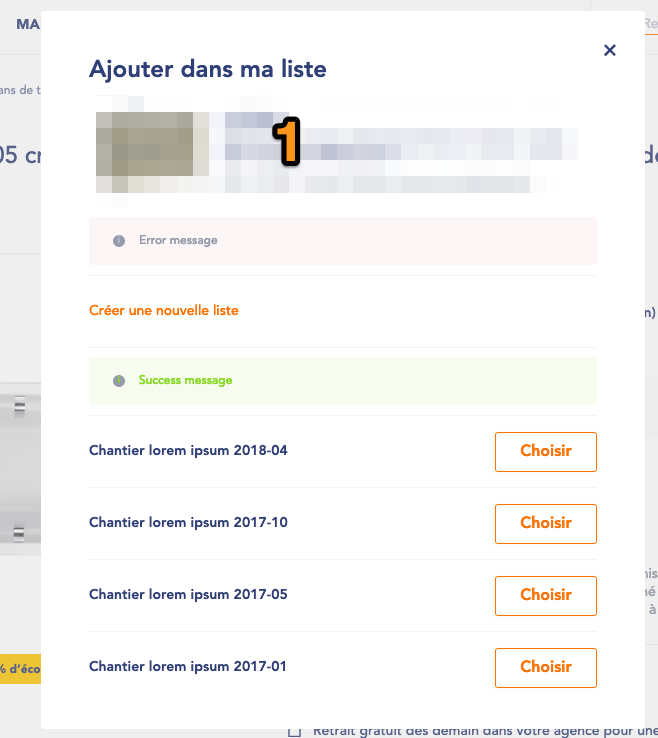 MA
Re
Ajouter dans ma liste
ans de t
05 cr
1
de
Error message
Créer une nouvelle liste
n)
Success message
Chantier lorem ipsum 2018-04
Choisir
Chantier lorem ipsum 2017-10
Choisir
Chantier lorem ipsum 2017-05
Choisir
nis
né
à
Chantier lorem ipsum 2017-01
Choisir
% d'éco
Retrait gratuit dès demain dans votre agence pour une